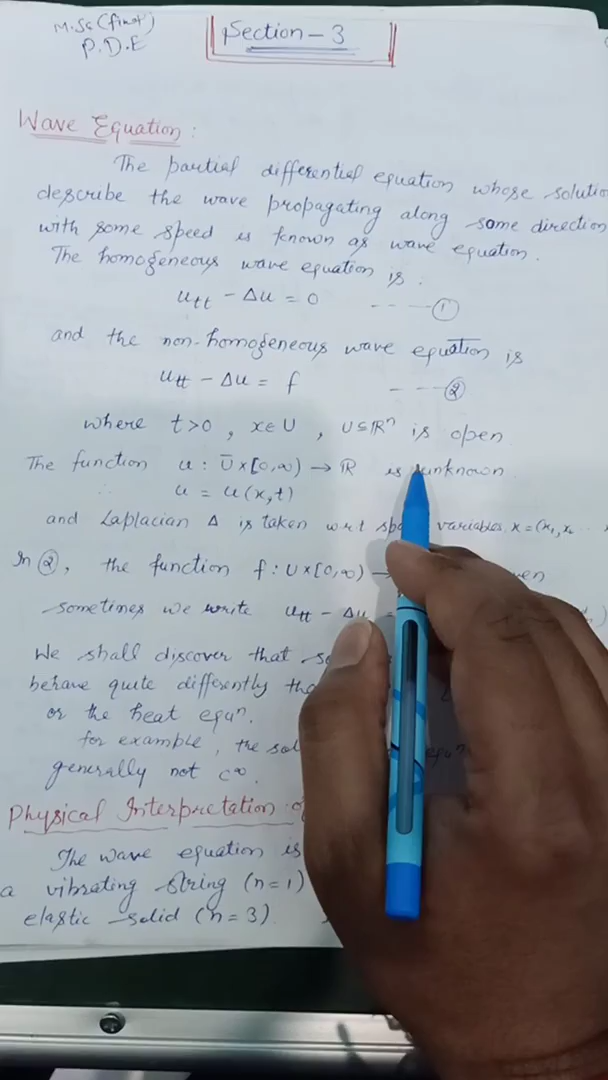 M.Sc (final)
P.D.E
Section - 3
Wave Equation :
The partial differential equation whose solution
describe the wave propagating along some direction
with some speed is known as wave equation.
The homogeneous wave equation is :
u_tt - Δu = 0 ----- ①
and the non-homogeneous wave equation is
u_tt - Δu = f ---- ②
where t>0 , x∈U , U⊆ℝⁿ is open
The function u : Ū×[0,∞) → ℝ is unknown
∴ u = u(x,t)
and Laplacian Δ is taken w.r.t variables x = (x₁, x₂ ..
In ②, the function f : U×[0,∞) →
sometimes we write u_tt - Δu
We shall discover that
behave quite differently
or the heat equⁿ.
for example , the equⁿ
generally not C^∞.
Physical Interpretation
The wave equation is
a vibrating string (n=1)
elastic solid (n=3).